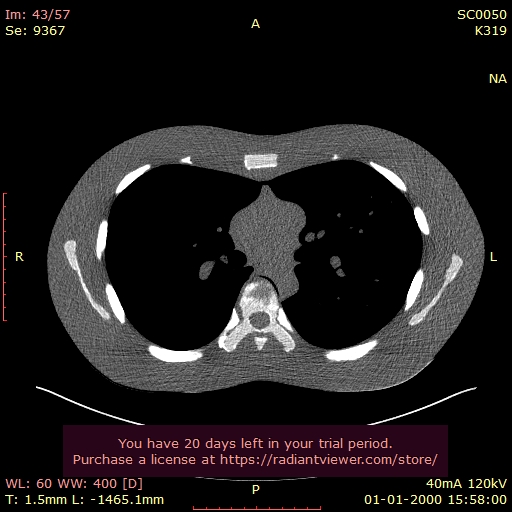 Im: 43/57
Se: 9367
A
SC0050
K319
NA
R
L
You have 20 days left in your trial period.
Purchase a license at https://radiantviewer.com/store/
WL: 60 WW: 400 [D]
T: 1.5mm L: -1465.1mm
P
40mA 120kV
01-01-2000 15:58:00